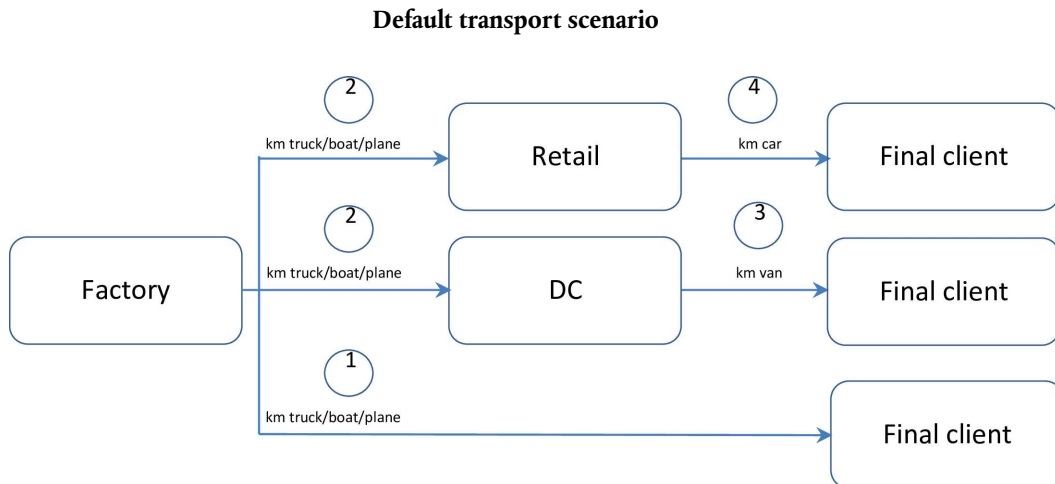 Default transport scenario
2
4
km truck/boat/plane
km car
Retail
Final client
2
3
km truck/boat/plane
km van
Factory
DC
Final client
1
km truck/boat/plane
Final client